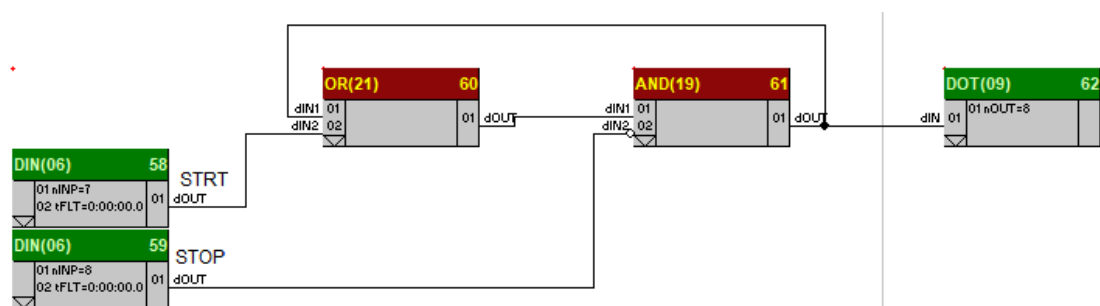 OR(21) 60
dIN1 01
dIN2 02
01 dOUT
AND(19) 61
dIN1 01
dIN2 02
01 dOUT
DOT(09) 62
dIN 01
01 nOUT=8
DIN(06) 58
01 nINP=7
02 tFLT=0:00:00.0
01 dOUT
STRT
DIN(06) 59
01 nINP=8
02 tFLT=0:00:00.0
01 dOUT
STOP